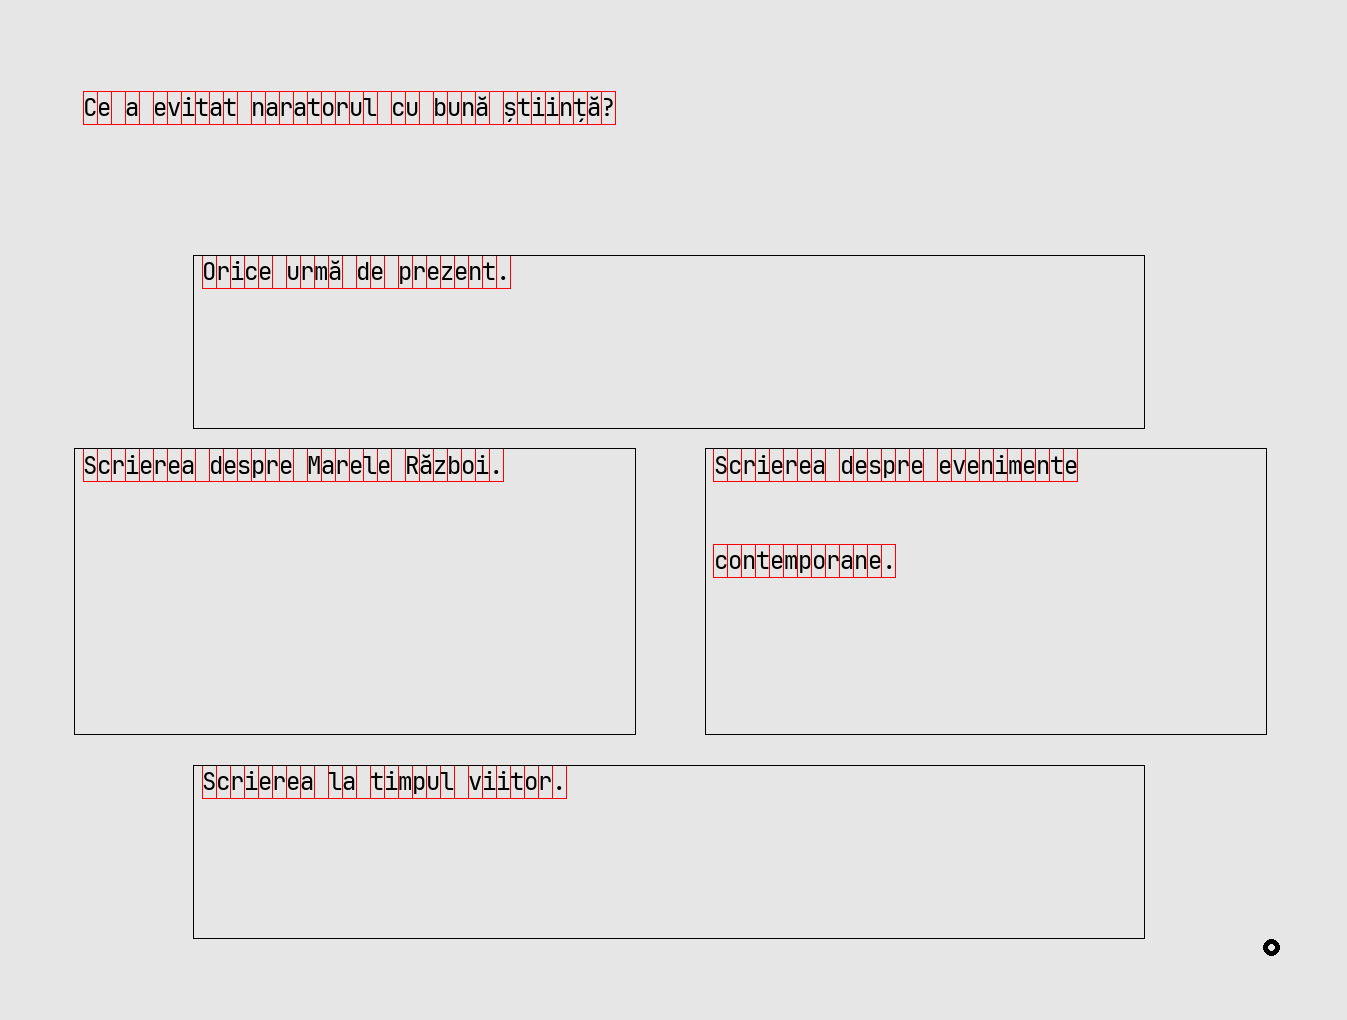 Ce a evitat naratorul cu bună știință?
Orice urmă de prezent.
Scrierea despre Marele Război.
Scrierea despre evenimente
contemporane.
Scrierea la timpul viitor.